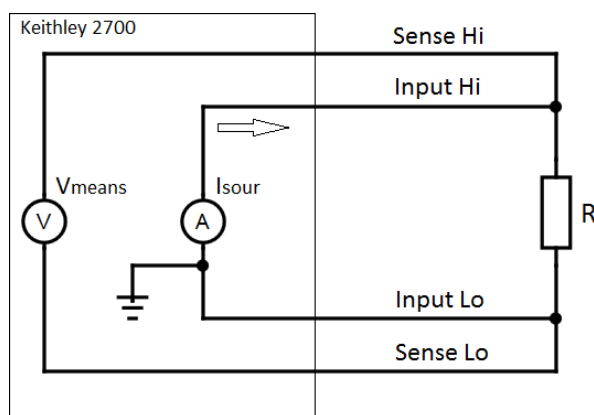 Keithley 2700
Sense Hi
Input Hi
Vmeans
Isour
V
A
R
Input Lo
Sense Lo